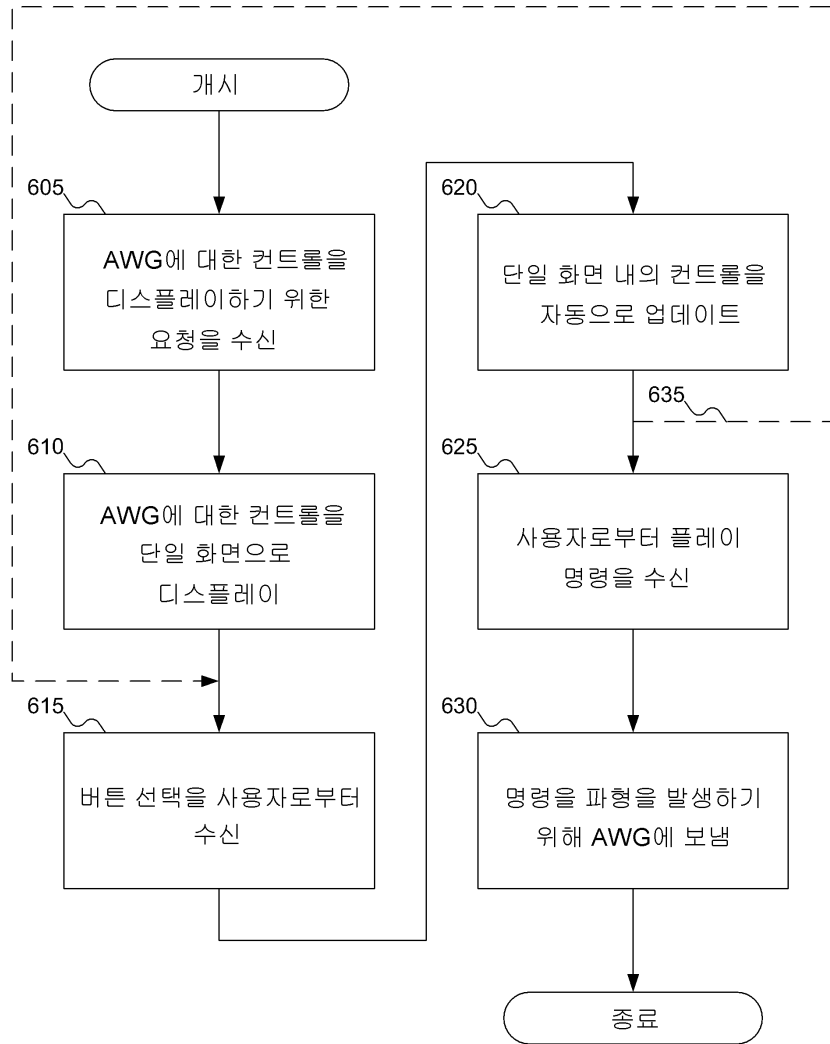 개시
605
AWG에 대한 컨트롤을
디스플레이하기 위한
요청을 수신
610
AWG에 대한 컨트롤을
단일 화면으로
디스플레이
615
버튼 선택을 사용자로부터
수신
620
단일 화면 내의 컨트롤을
자동으로 업데이트
635
625
사용자로부터 플레이
명령을 수신
630
명령을 파형을 발생하기
위해 AWG에 보냄
종료